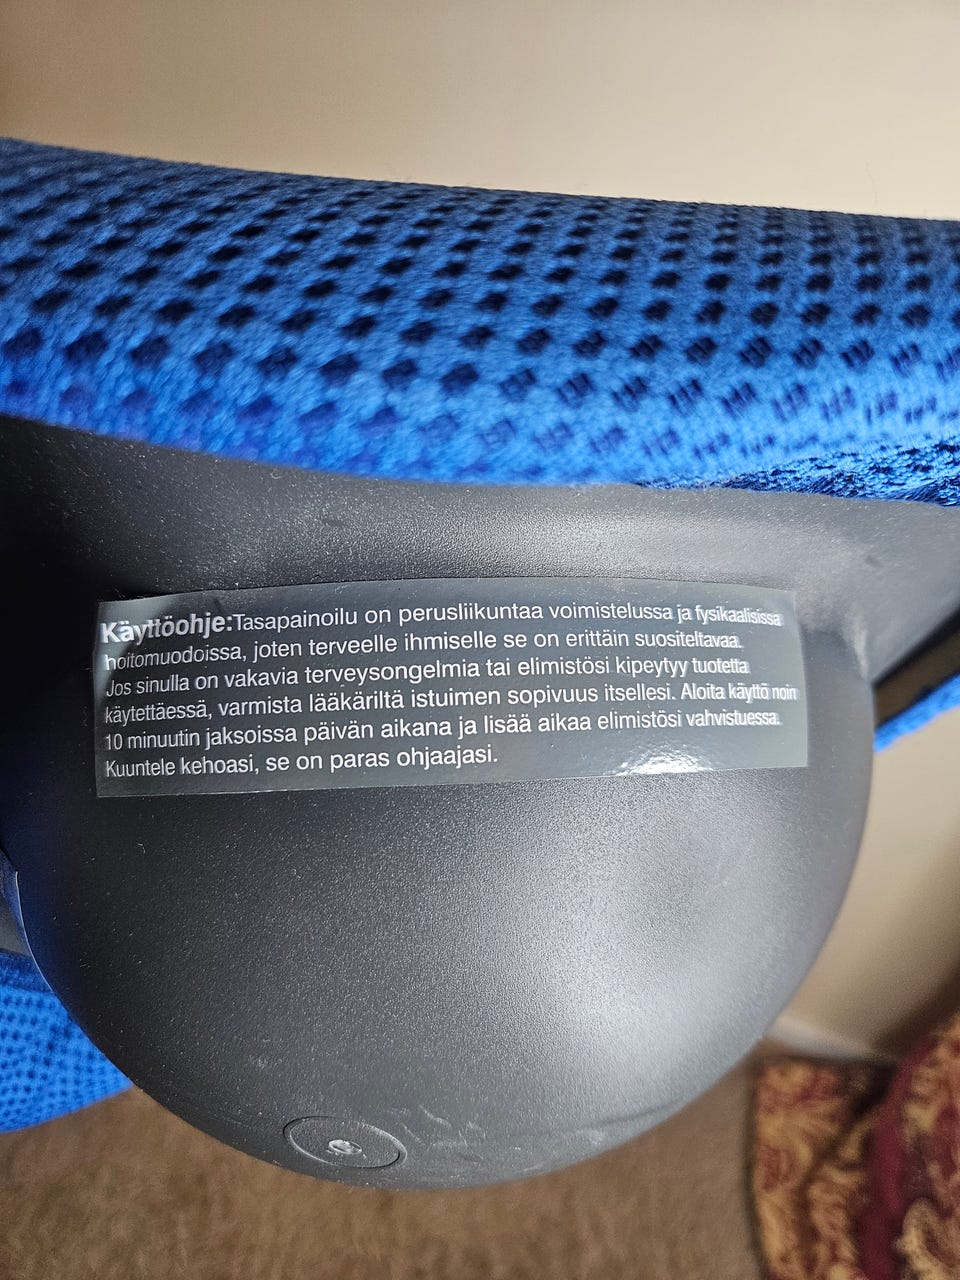 Käyttöohje:Tasapainoilu on perusliikuntaa voimistelussa ja fysikaalisissa
hoitomuodoissa, joten terveelle ihmiselle se on erittäin suositeltavaa.
Jos sinulla on vakavia terveysongelmia tai elimistösi kipeytyy tuotetta
käytettäessä, varmista lääkäriltä istuimen sopivuus itsellesi. Aloita käyttö noin
10 minuutin jaksoissa päivän aikana ja lisää aikaa elimistösi vahvistuessa.
Kuuntele kehoasi, se on paras ohjaajasi.